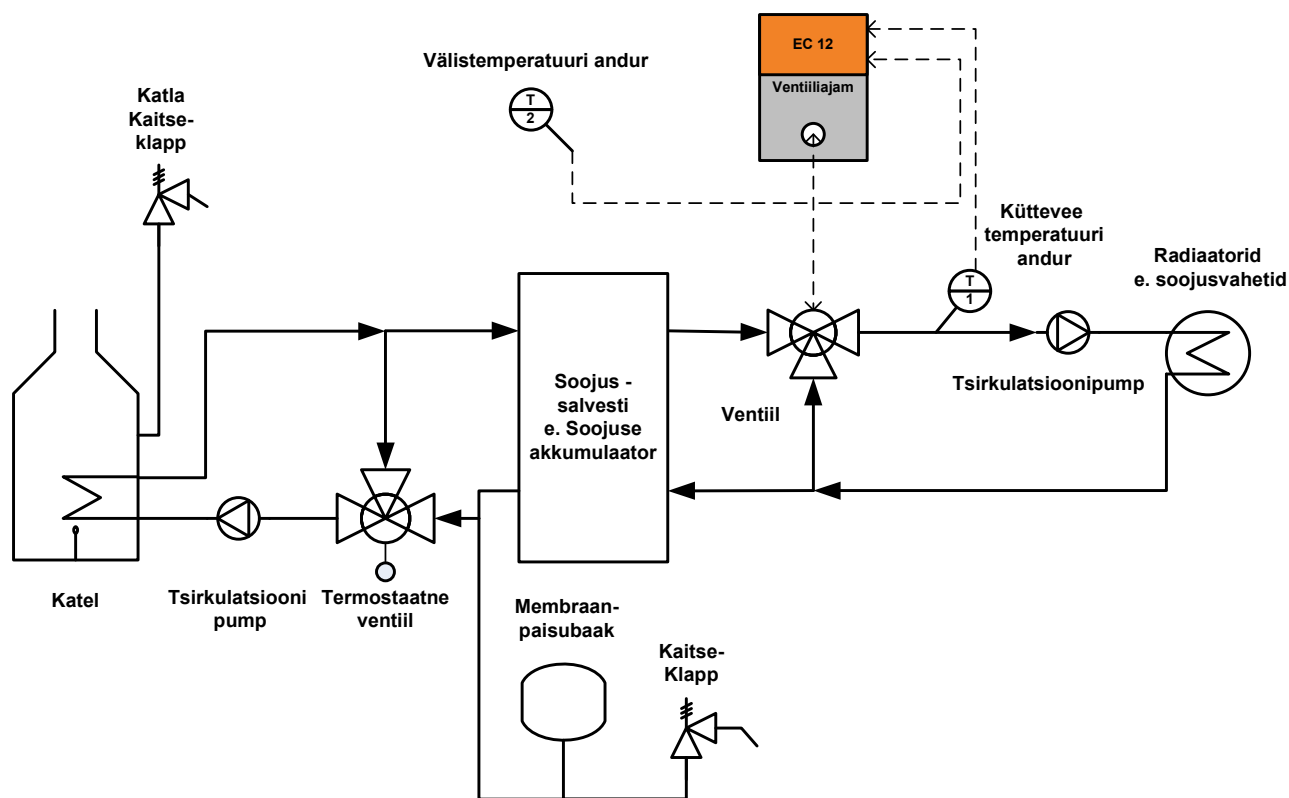 EC 12
Ventiiliajam
Välistemperatuuri andur
T
2
Katla
Kaitse-
klapp
Küttevee
temperatuuri
andur
T
1
Radiaatorid
e. soojusvahetid
Soojus -
salvesti
e. Soojuse
akkumulaator
Ventiil
Tsirkulatsioonipump
Katel
Tsirkulatsiooni
pump
Termostaatne
ventiil
Membraan-
paisubaak
Kaitse-
Klapp